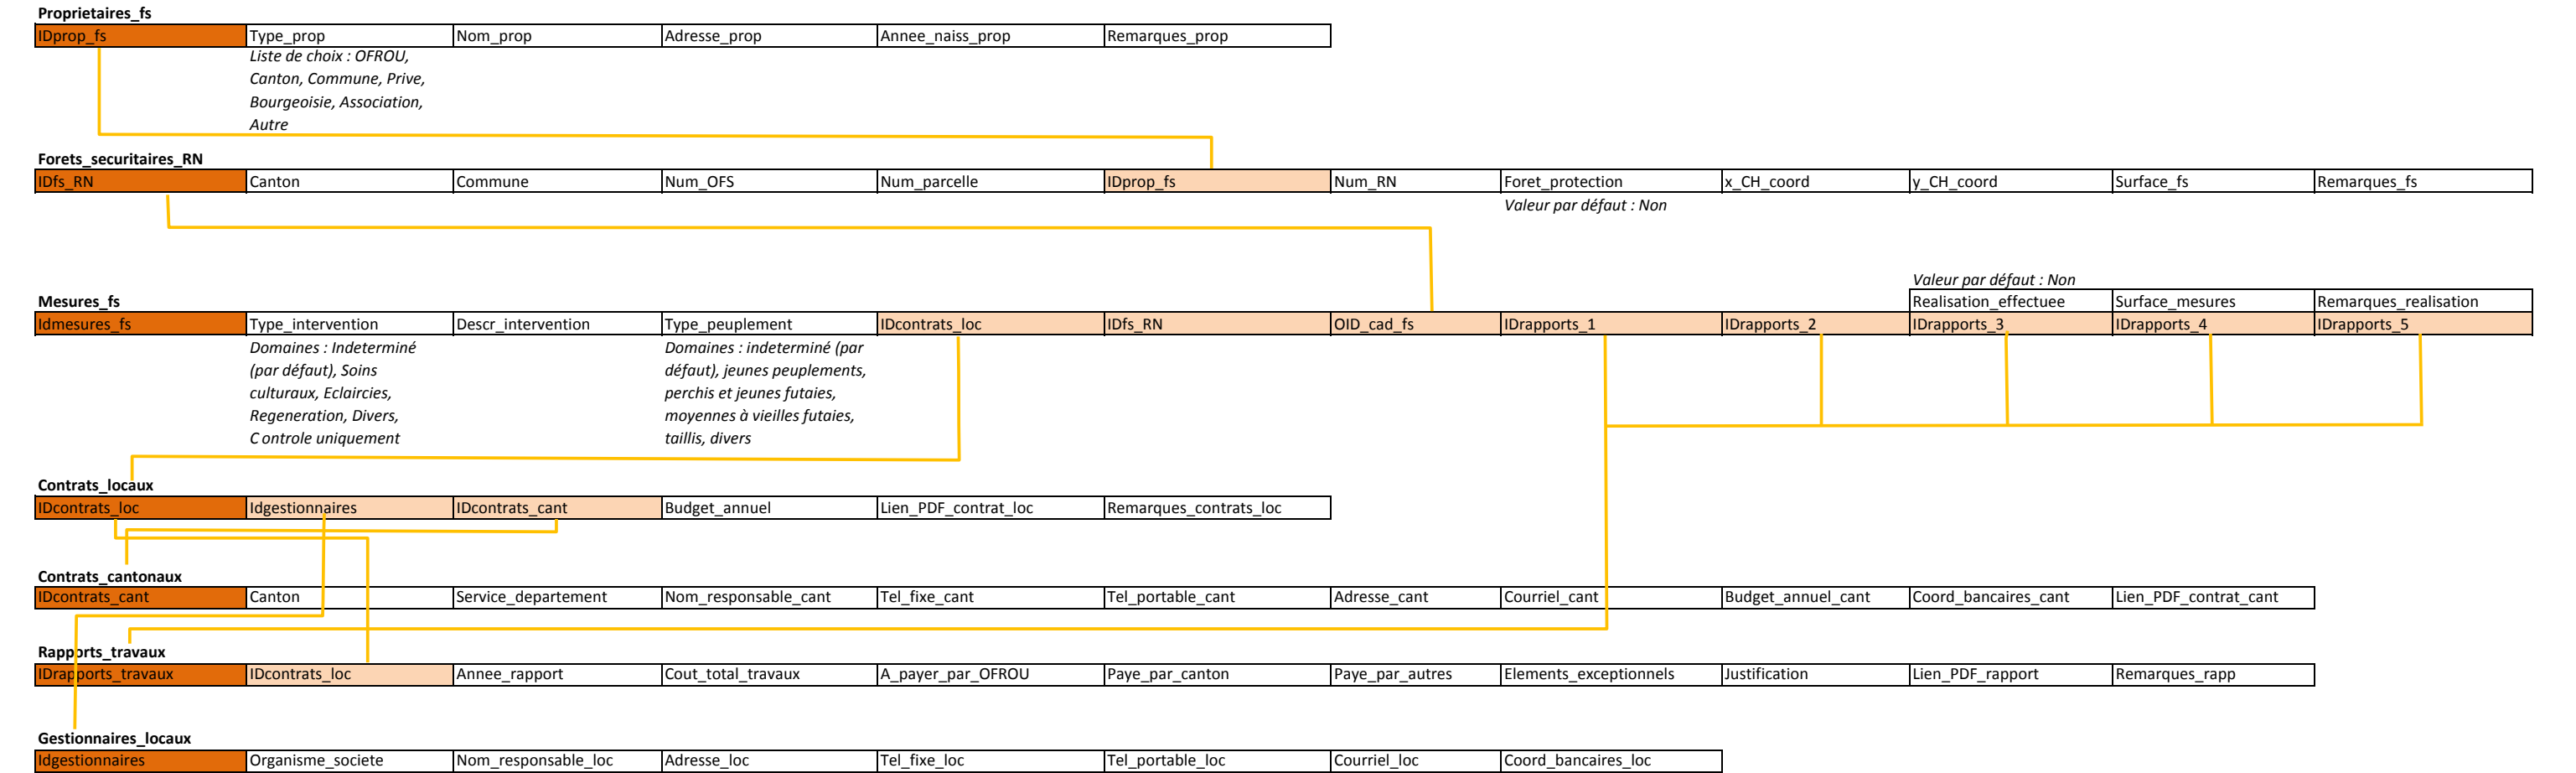 Proprietaires_fs
IDprop_fs Type_prop Nom_prop Adresse_prop Annee_naiss_prop Remarques_prop
Liste de choix : OFROU,
Canton, Commune, Prive,
Bourgeoisie, Association,
Autre
Forets_securitaires_RN
IDfs_RN Canton Commune Num_OFS Num_parcelle IDprop_fs Num_RN Foret_protection x_CH_coord y_CH_coord Surface_fs Remarques_fs
Valeur par défaut : Non
Valeur par défaut : Non
Mesures_fs
Realisation_effectuee Surface_mesures Remarques_realisation
Idmesures_fs Type_intervention Descr_intervention Type_peuplement IDcontrats_loc IDfs_RN OID_cad_fs IDrapports_1 IDrapports_2 IDrapports_3 IDrapports_4 IDrapports_5
Domaines : Indeterminé
(par défaut), Soins
culturaux, Eclaircies,
Regeneration, Divers,
C ontrole uniquement
Domaines : indeterminé (par
défaut), jeunes peuplements,
perchis et jeunes futaies,
moyennes à vieilles futaies,
taillis, divers
Contrats_locaux
IDcontrats_loc Idgestionnaires IDcontrats_cant Budget_annuel Lien_PDF_contrat_loc Remarques_contrats_loc
Contrats_cantonaux
IDcontrats_cant Canton Service_departement Nom_responsable_cant Tel_fixe_cant Tel_portable_cant Adresse_cant Courriel_cant Budget_annuel_cant Coord_bancaires_cant Lien_PDF_contrat_cant
Rapports_travaux
IDrapports_travaux IDcontrats_loc Annee_rapport Cout_total_travaux A_payer_par_OFROU Paye_par_canton Paye_par_autres Elements_exceptionnels Justification Lien_PDF_rapport Remarques_rapp
Gestionnaires_locaux
Idgestionnaires Organisme_societe Nom_responsable_loc Adresse_loc Tel_fixe_loc Tel_portable_loc Courriel_loc Coord_bancaires_loc